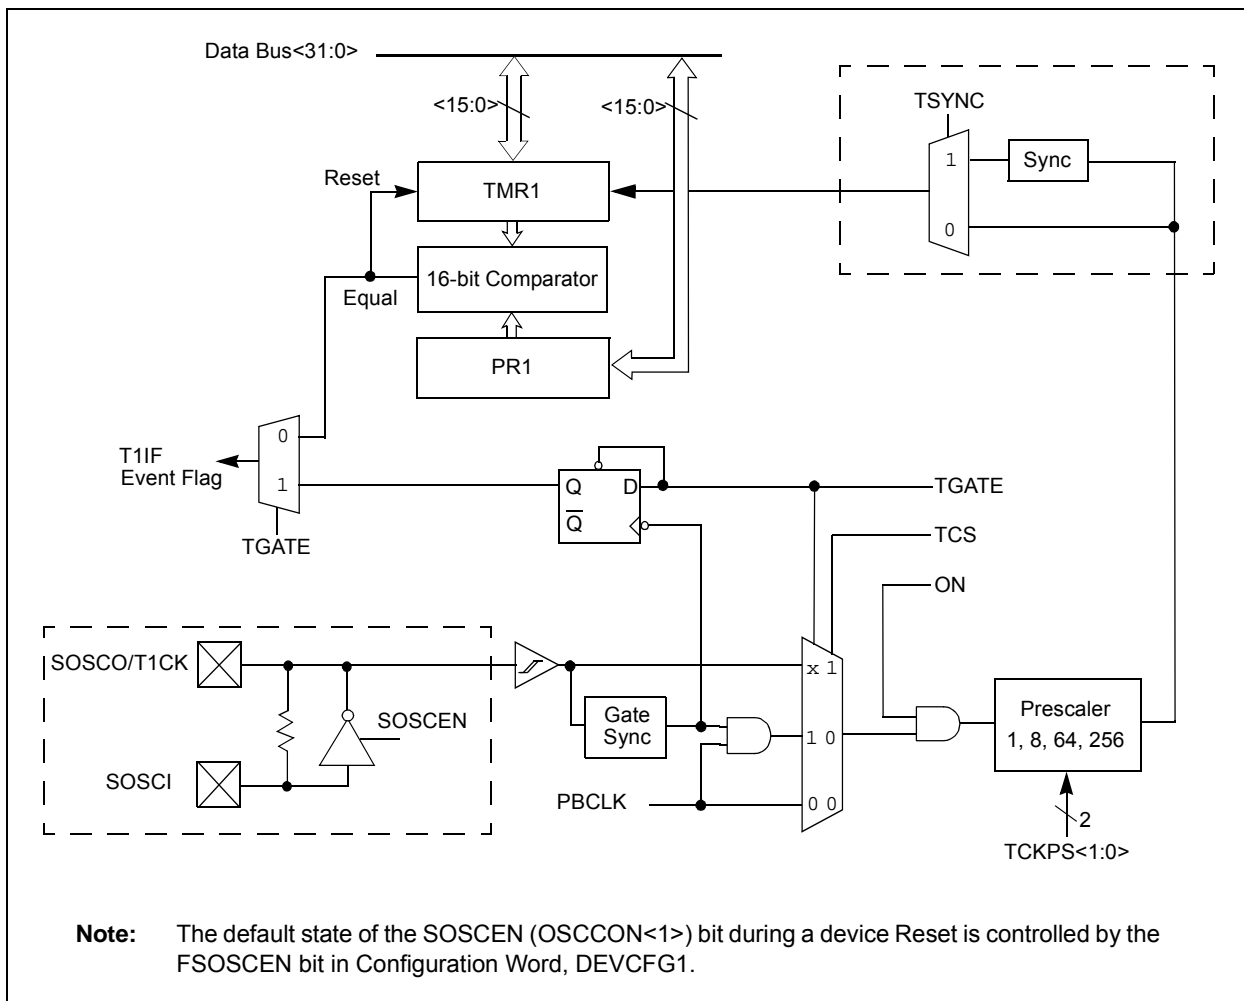 Data Bus<31:0>
<15:0>
<15:0>
TSYNC
1
Sync
0
Reset
TMR1
16-bit Comparator
Equal
PR1
0
1
T1IF
Event Flag
TGATE
Q
D
Q
TGATE
TCS
ON
SOSCO/T1CK
SOSCEN
SOSCI
Gate
Sync
PBCLK
x 1
1 0
0 0
Prescaler
1, 8, 64, 256
2
TCKPS<1:0>
Note: The default state of the SOSCEN (OSCCON<1>) bit during a device Reset is controlled by the
FSOSCEN bit in Configuration Word, DEVCFG1.